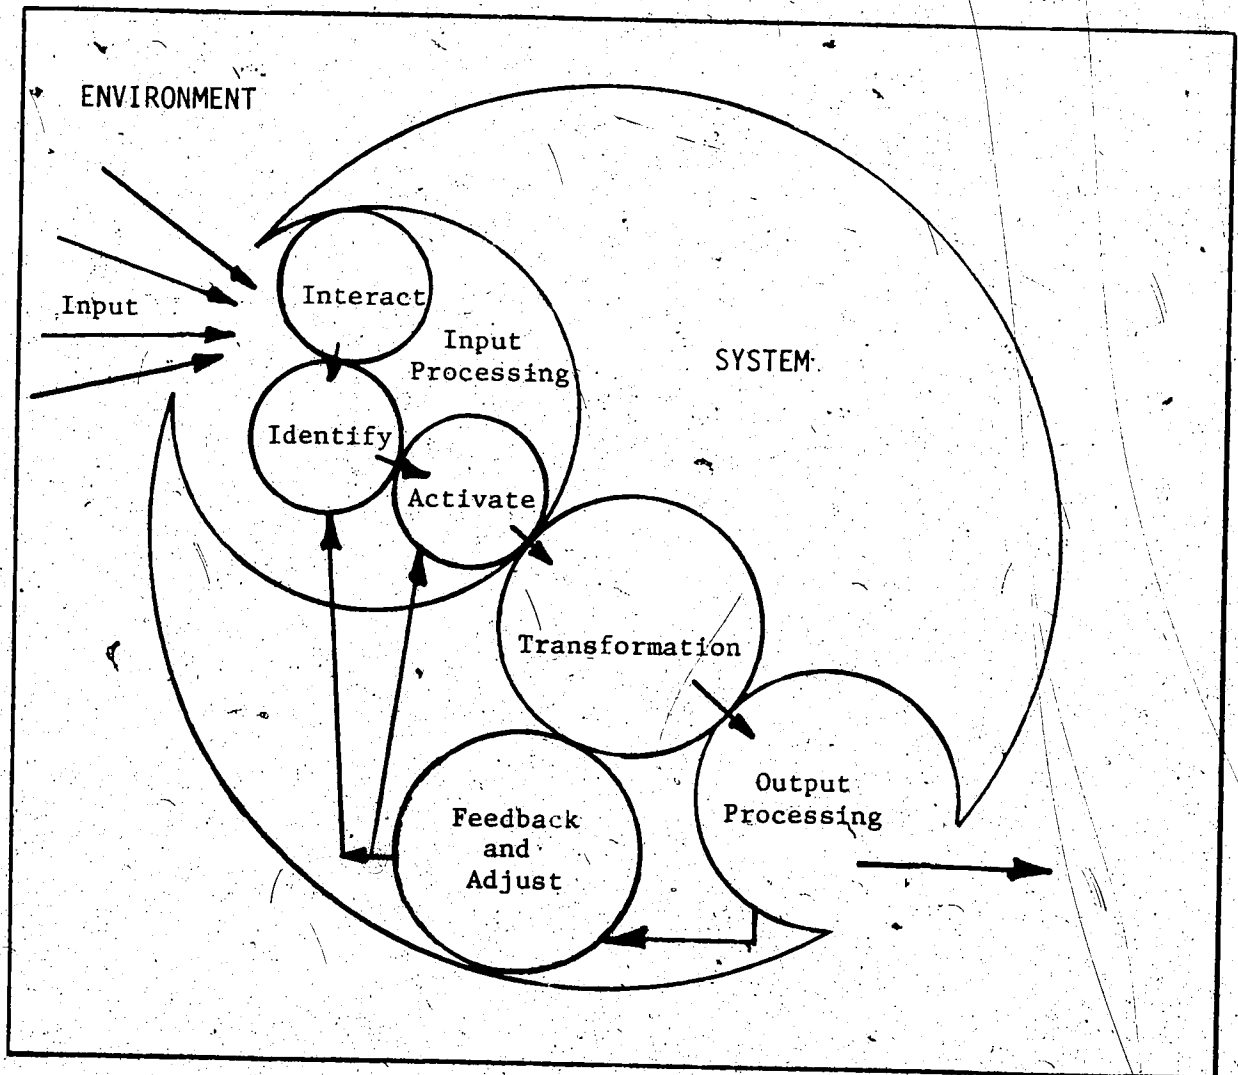 ENVIRONMENT
Input
Interact
Input
Processing
SYSTEM
Identify
Activate
Transformation
Output
Processing
Feedback
and
Adjust